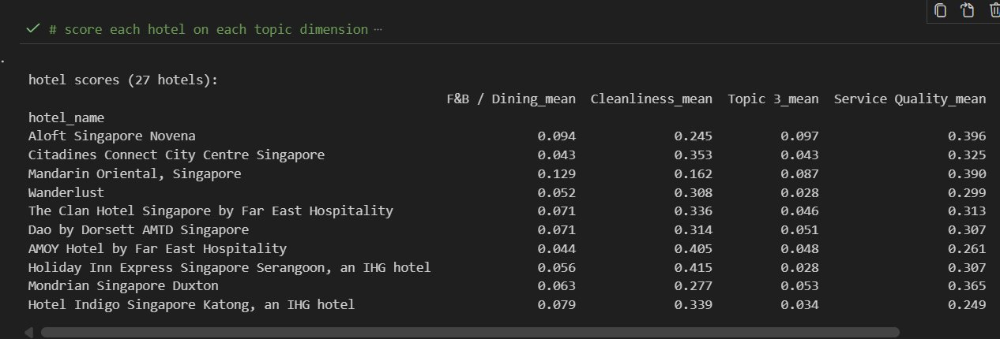 # score each hotel on each topic dimension ···
hotel scores (27 hotels):
F&B / Dining_mean Cleanliness_mean Topic 3_mean Service Quality_mean
hotel_name
Aloft Singapore Novena 0.094 0.245 0.097 0.396
Citadines Connect City Centre Singapore 0.043 0.353 0.043 0.325
Mandarin Oriental, Singapore 0.129 0.162 0.087 0.390
Wanderlust 0.052 0.308 0.028 0.299
The Clan Hotel Singapore by Far East Hospitality 0.071 0.336 0.046 0.313
Dao by Dorsett AMTD Singapore 0.071 0.314 0.051 0.307
AMOY Hotel by Far East Hospitality 0.044 0.405 0.048 0.261
Holiday Inn Express Singapore Serangoon, an IHG hotel 0.056 0.415 0.028 0.307
Mondrian Singapore Duxton 0.063 0.277 0.053 0.365
Hotel Indigo Singapore Katong, an IHG hotel 0.079 0.339 0.034 0.249